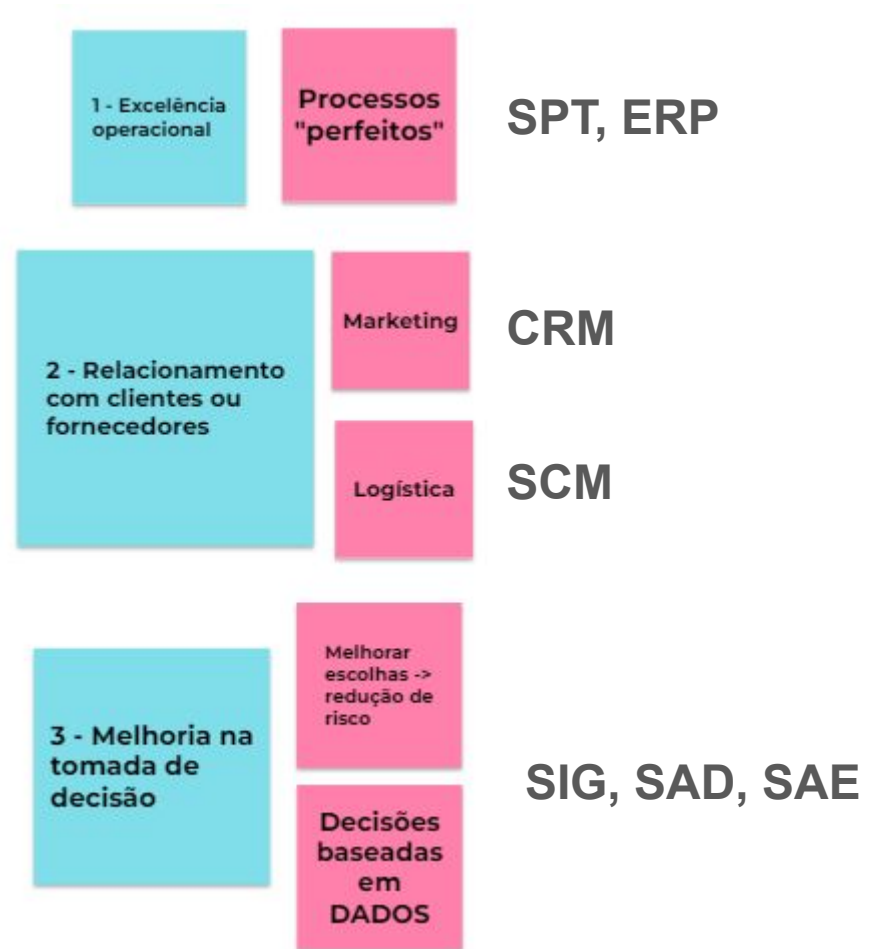 1 - Excelência
operacional
Processos
"perfeitos"
SPT, ERP
2 - Relacionamento
com clientes ou
fornecedores
Marketing
CRM
Logística
SCM
3 - Melhoria na
tomada de
decisão
Melhorar
escolhas ->
redução de
risco
Decisões
baseadas
em
DADOS
SIG, SAD, SAE